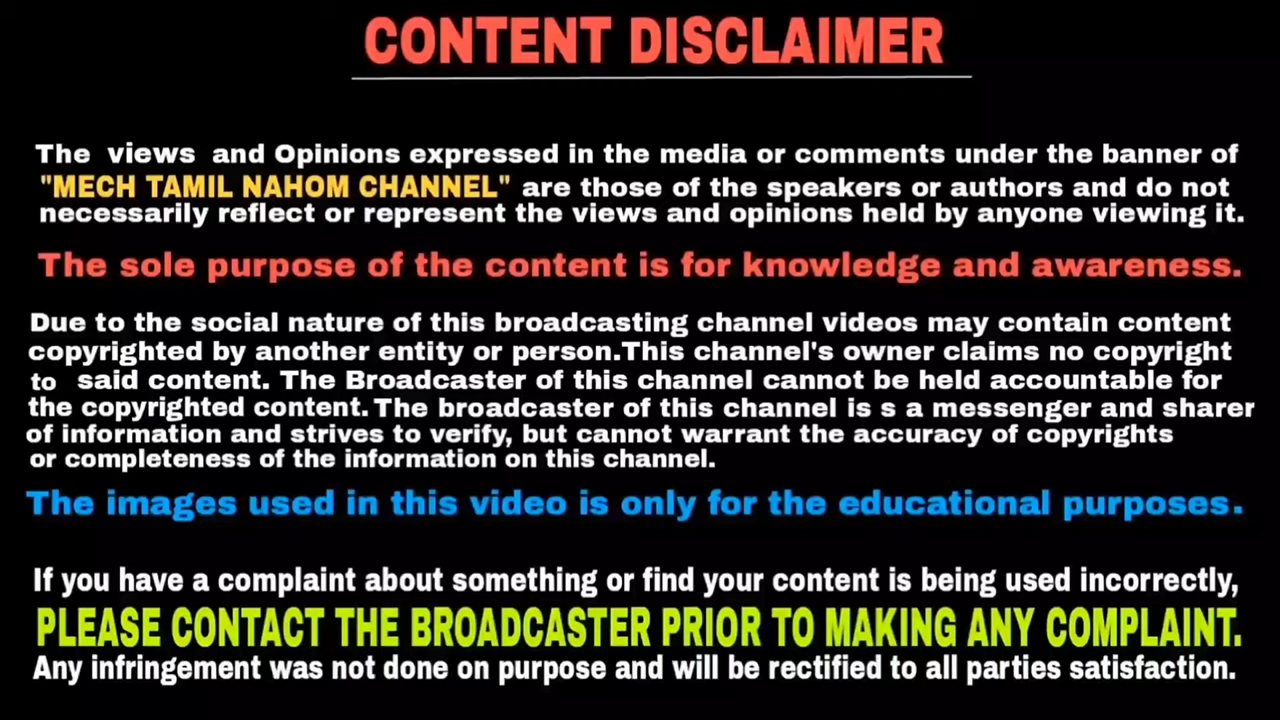 CONTENT DISCLAIMER
The views and Opinions expressed in the media or comments under the banner of
"MECH TAMIL NAHOM CHANNEL" are those of the speakers or authors and do not
necessarily reflect or represent the views and opinions held by anyone viewing it.
The sole purpose of the content is for knowledge and awareness.
Due to the social nature of this broadcasting channel videos may contain content
copyrighted by another entity or person.This channel's owner claims no copyright
to said content. The Broadcaster of this channel cannot be held accountable for
the copyrighted content. The broadcaster of this channel is s a messenger and sharer
of information and strives to verify, but cannot warrant the accuracy of copyrights
or completeness of the information on this channel.
The images used in this video is only for the educational purposes.
If you have a complaint about something or find your content is being used incorrectly,
PLEASE CONTACT THE BROADCASTER PRIOR TO MAKING ANY COMPLAINT.
Any infringement was not done on purpose and will be rectified to all parties satisfaction.